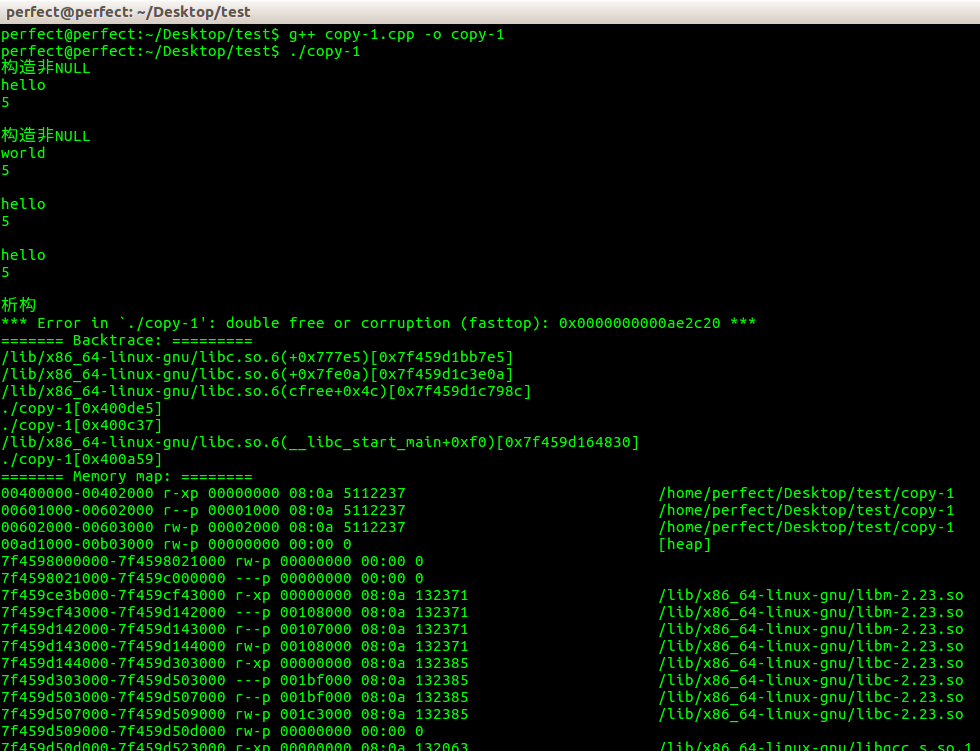 perfect@perfect: ~/Desktop/test
perfect@perfect:~/Desktop/test$ g++ copy-1.cpp -o copy-1
perfect@perfect:~/Desktop/test$ ./copy-1
构造非NULL
hello
5
构造非NULL
world
5
hello
5
hello
5
析构
*** Error in `./copy-1': double free or corruption (fasttop): 0x0000000000ae2c20 ***
======= Backtrace: =========
/lib/x86_64-linux-gnu/libc.so.6(+0x777e5)[0x7f459d1bb7e5]
/lib/x86_64-linux-gnu/libc.so.6(+0x7fe0a)[0x7f459d1c3e0a]
/lib/x86_64-linux-gnu/libc.so.6(cfree+0x4c)[0x7f459d1c798c]
./copy-1[0x400de5]
./copy-1[0x400c37]
/lib/x86_64-linux-gnu/libc.so.6(__libc_start_main+0xf0)[0x7f459d164830]
./copy-1[0x400a59]
======= Memory map: ========
00400000-00402000 r-xp 00000000 08:0a 5112237 /home/perfect/Desktop/test/copy-1
00601000-00602000 r--p 00001000 08:0a 5112237 /home/perfect/Desktop/test/copy-1
00602000-00603000 rw-p 00002000 08:0a 5112237 /home/perfect/Desktop/test/copy-1
00ad1000-00b03000 rw-p 00000000 00:00 0 [heap]
7f4598000000-7f4598021000 rw-p 00000000 00:00 0
7f4598021000-7f459c000000 ---p 00000000 00:00 0
7f459ce3b000-7f459cf43000 r-xp 00000000 08:0a 132371 /lib/x86_64-linux-gnu/libm-2.23.so
7f459cf43000-7f459d142000 ---p 00108000 08:0a 132371 /lib/x86_64-linux-gnu/libm-2.23.so
7f459d142000-7f459d143000 r--p 00107000 08:0a 132371 /lib/x86_64-linux-gnu/libm-2.23.so
7f459d143000-7f459d144000 rw-p 00108000 08:0a 132371 /lib/x86_64-linux-gnu/libm-2.23.so
7f459d144000-7f459d303000 r-xp 00000000 08:0a 132385 /lib/x86_64-linux-gnu/libc-2.23.so
7f459d303000-7f459d503000 ---p 001bf000 08:0a 132385 /lib/x86_64-linux-gnu/libc-2.23.so
7f459d503000-7f459d507000 r--p 001bf000 08:0a 132385 /lib/x86_64-linux-gnu/libc-2.23.so
7f459d507000-7f459d509000 rw-p 001c3000 08:0a 132385 /lib/x86_64-linux-gnu/libc-2.23.so
7f459d509000-7f459d50d000 rw-p 00000000 00:00 0
7f459d50d000-7f459d523000 r-xp 00000000 08:0a 132063 /lib/x86_64-linux-gnu/libgcc_s.so.1